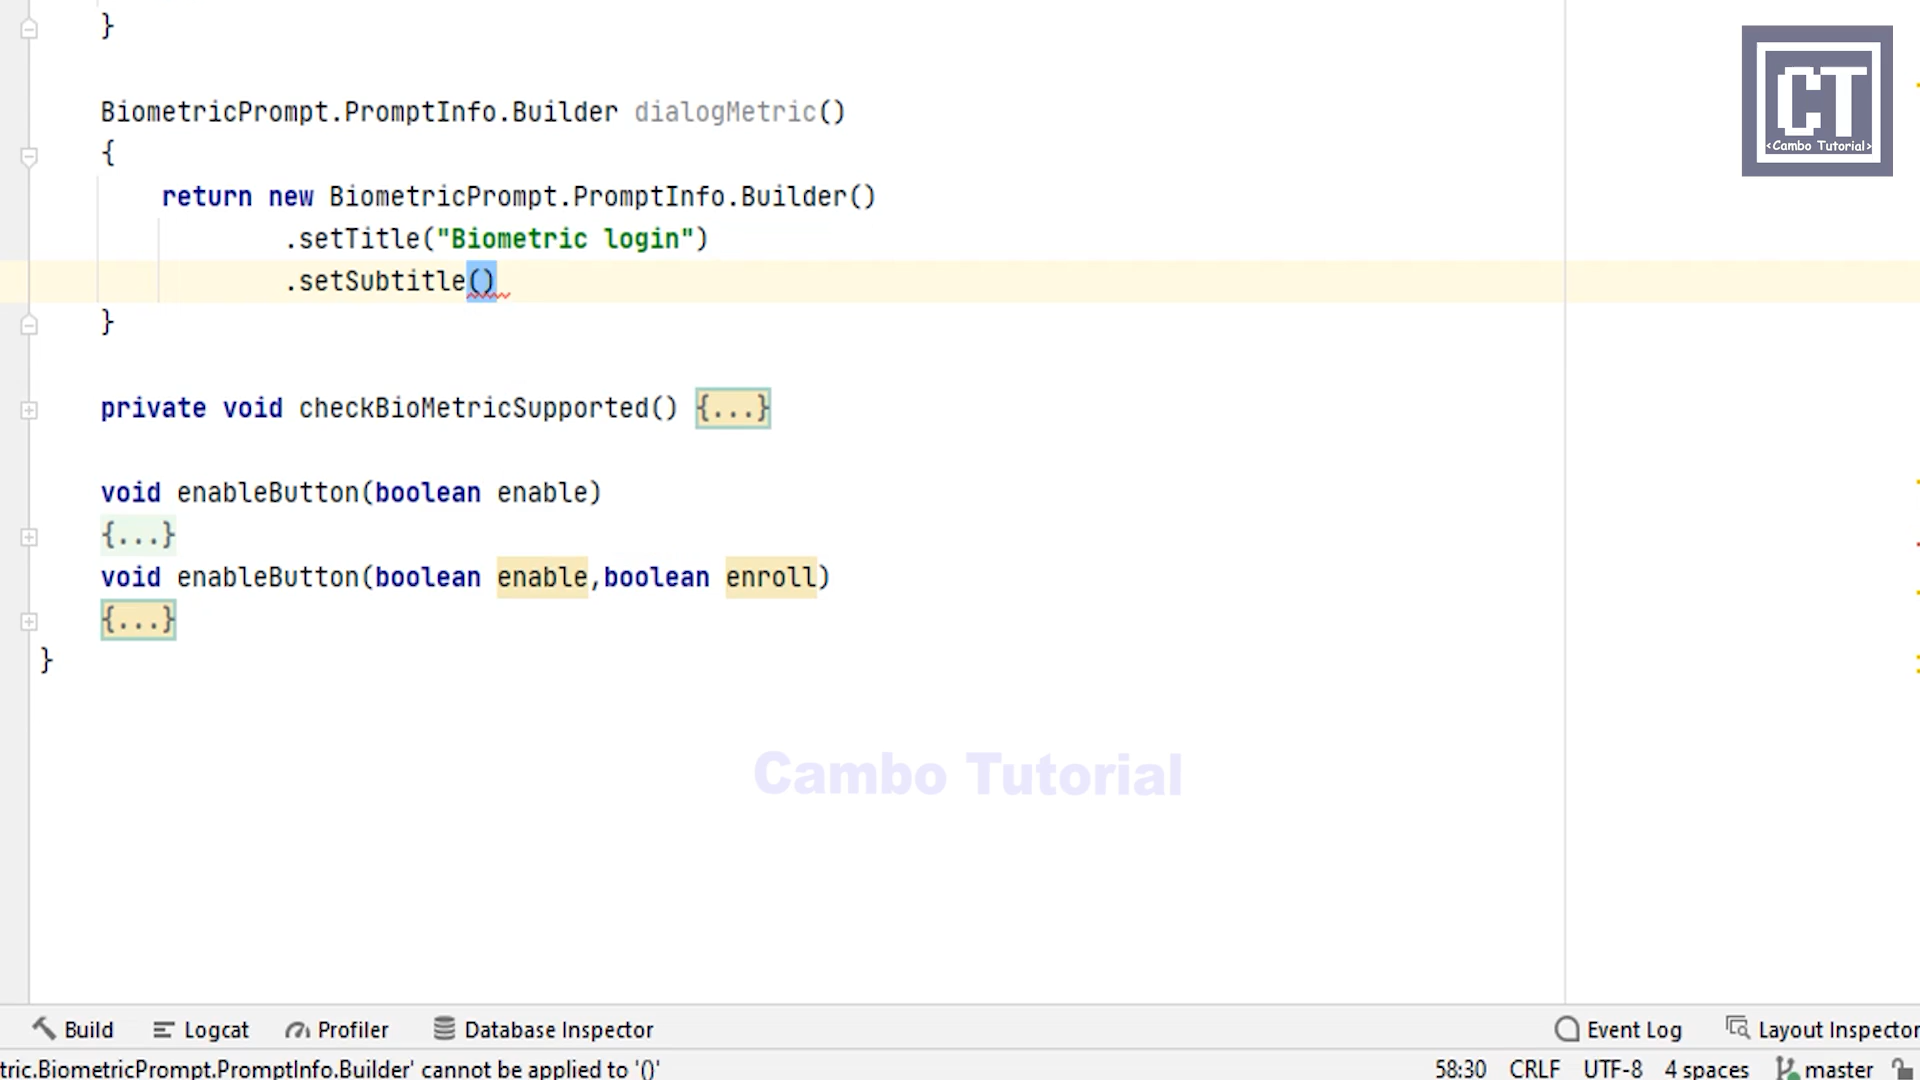 }
CT
<Cambo Tutorial>
BiometricPrompt.PromptInfo.Builder dialogMetric()
{
return new BiometricPrompt.PromptInfo.Builder()
.setTitle("Biometric login")
.setSubtitle()
}
private void checkBioMetricSupported() {...}
void enableButton(boolean enable)
{...}
void enableButton(boolean enable,boolean enroll)
{...}
}
Cambo Tutorial
Build Logcat Profiler Database Inspector Event Log Layout Inspector
tric.BiometricPrompt.PromptInfo.Builder' cannot be applied to '()' 58:30 CRLF UTF-8 4 spaces master